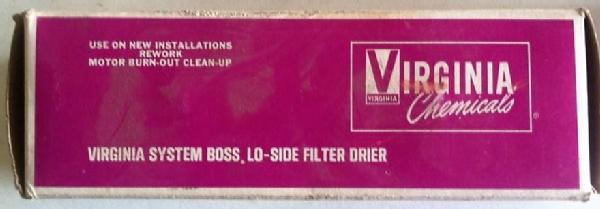 USE ON NEW INSTALLATIONS
REWORK
MOTOR BURN-OUT CLEAN-UP
VIRGINIA
VIRGINIA
Chemicals
®
VIRGINIA SYSTEM BOSS. LO-SIDE FILTER DRIER